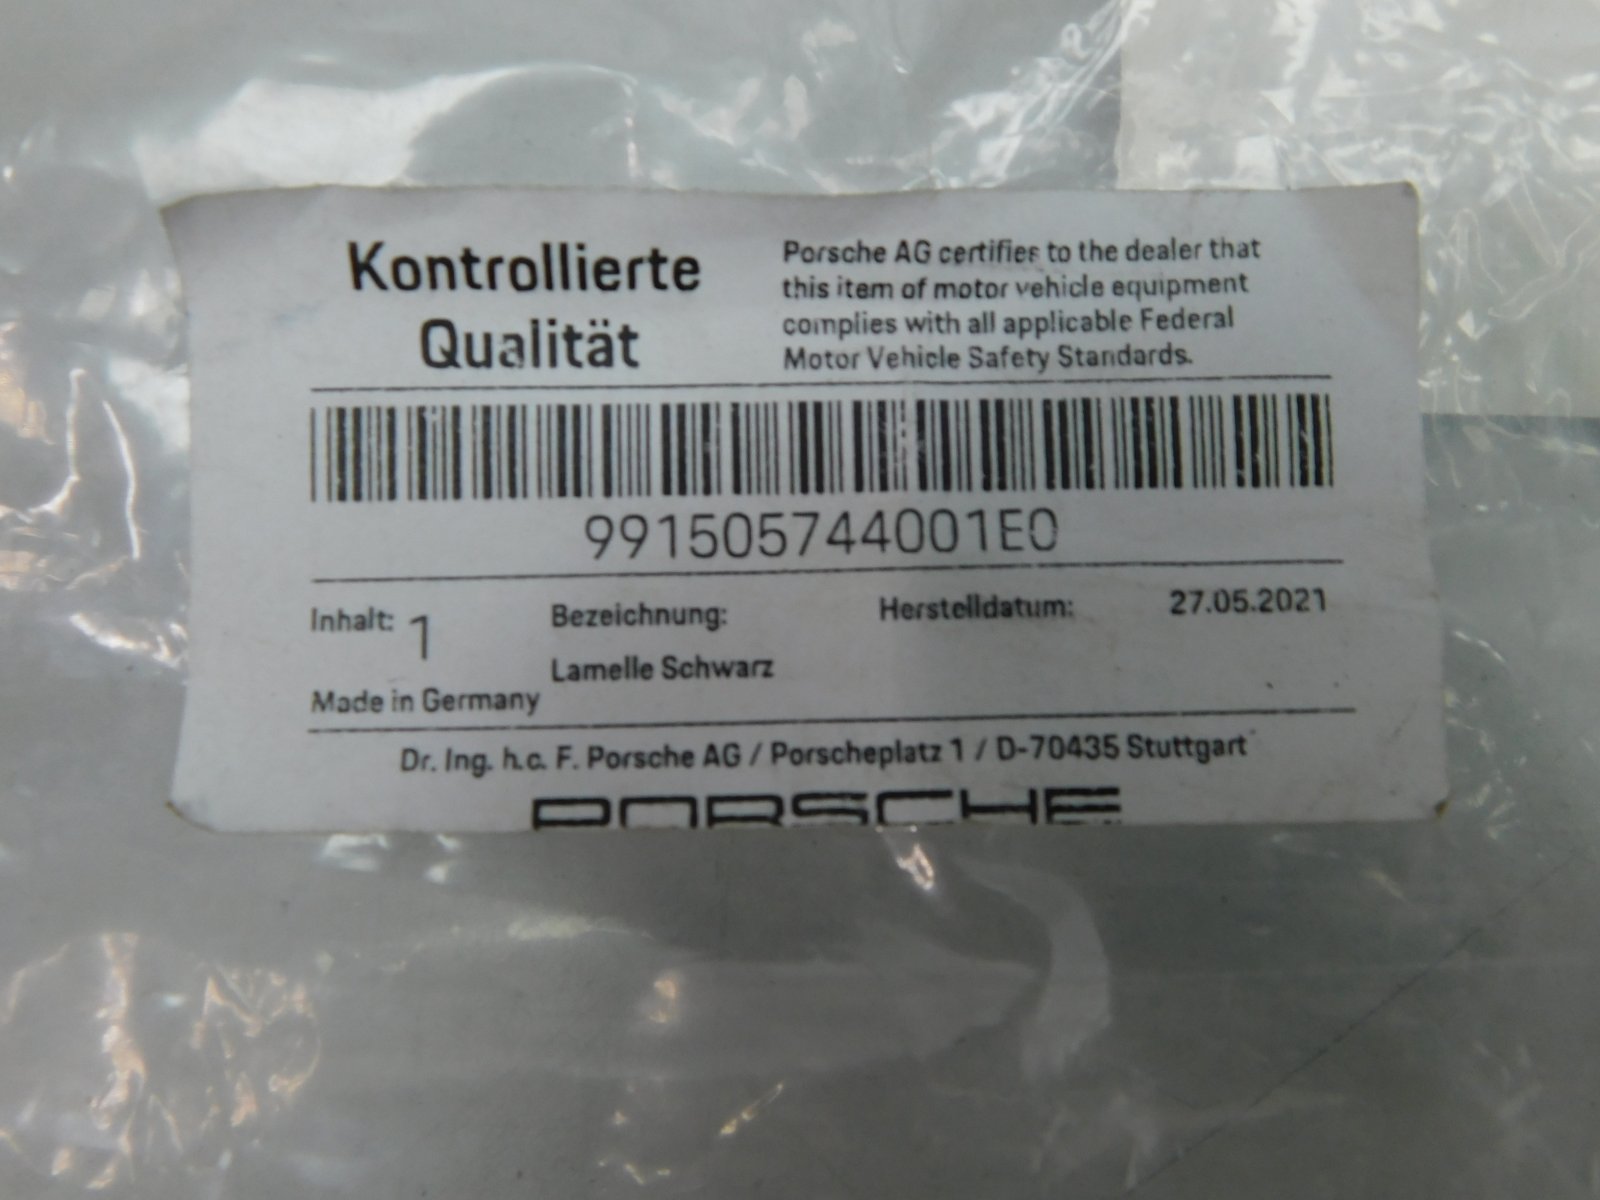 Kontrollierte
Qualität
Porsche AG certifies to the dealer that
this item of motor vehicle equipment
complies with all applicable Federal
Motor Vehicle Safety Standards.
991505744001E0
Inhalt: 1
Bezeichnung:
Lamelle Schwarz
Herstelldatum: 27.05.2021
Made in Germany
Dr. Ing. h.c. F. Porsche AG / Porscheplatz 1 / D-70435 Stuttgart
PORSCHE